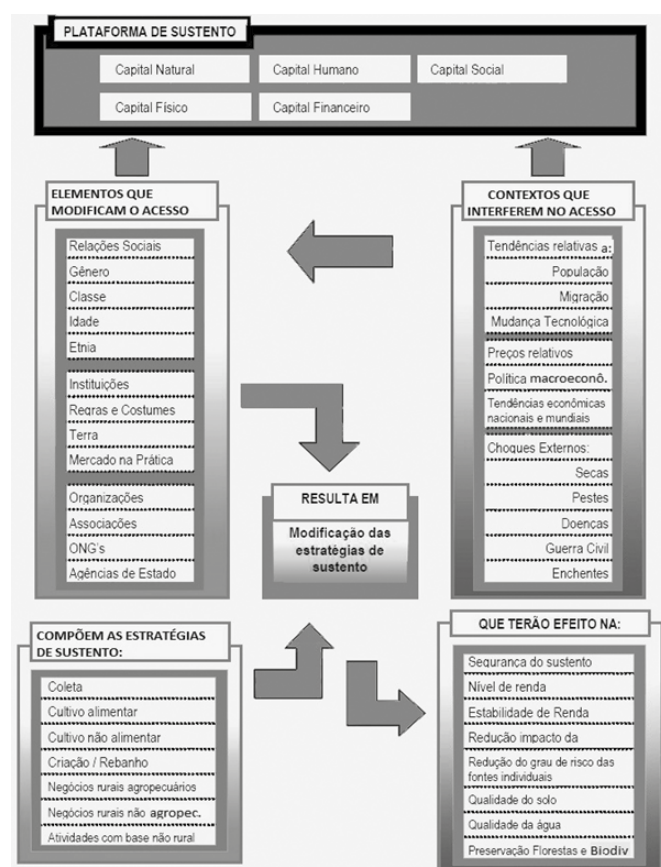 PLATAFORMA DE SUSTENTO
Capital Natural
Capital Humano
Capital Social
Capital Físico
Capital Financeiro
ELEMENTOS QUE
MODIFICAM O ACESSO
Relações Sociais
Gênero
Classe
Idade
Etnia
Instituições
Regras e Costumes
Terra
Mercado na Prática
Organizações
Associações
ONG's
Agências de Estado
CONTEXTOS QUE
INTERFEREM NO ACESSO
Tendências relativas a:
População
Migração
Mudança Tecnológica
Preços relativos
Política macroeconô.
Tendências econômicas
nacionais e mundiais
Choques Externos:
Secas
Pestes
Doenças
Guerra Civil
Enchentes
RESULTA EM
Modificação das
estratégias de
sustento
COMPÕEM AS ESTRATÉGIAS
DE SUSTENTO:
Coleta
Cultivo alimentar
Cultivo não alimentar
Criação / Rebanho
Negócios rurais agropecuários
Negócios rurais não agropec.
Atividades com base não rural
QUE TERÃO EFEITO NA:
Segurança do sustento
Nível de renda
Estabilidade de Renda
Redução impacto da
Redução do grau de risco das
fontes individuais
Qualidade do solo
Qualidade da água
Preservação Florestas e Biodiv